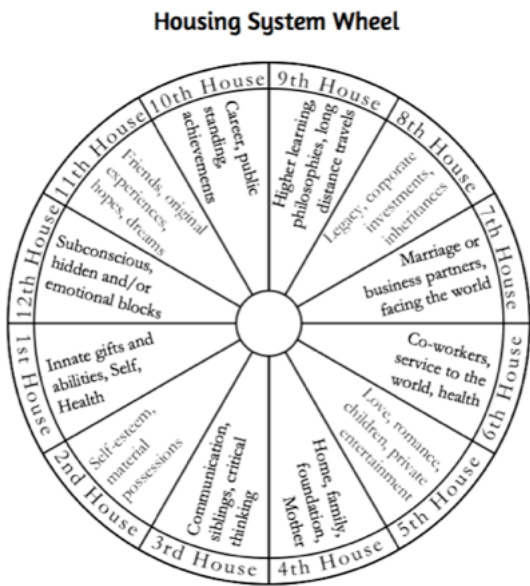 Housing System Wheel
1st House
Innate gifts and
abilities, Self,
Health
2nd House
Self-esteem,
material
possessions
3rd House
Communication,
siblings, critical
thinking
4th House
Home, family,
foundation,
Mother
5th House
Love, romance,
children, private
entertainment
6th House
Co-workers,
service to the
world, health
7th House
Marriage or
business partners,
facing the world
8th House
Legacy, corporate
investments,
inheritances
9th House
Higher learning,
philosophies, long
distance travels
10th House
Career, public
standing,
achievements
11th House
Friends, original
experiences,
hopes, dreams
12th House
Subconscious,
hidden and/or
emotional blocks